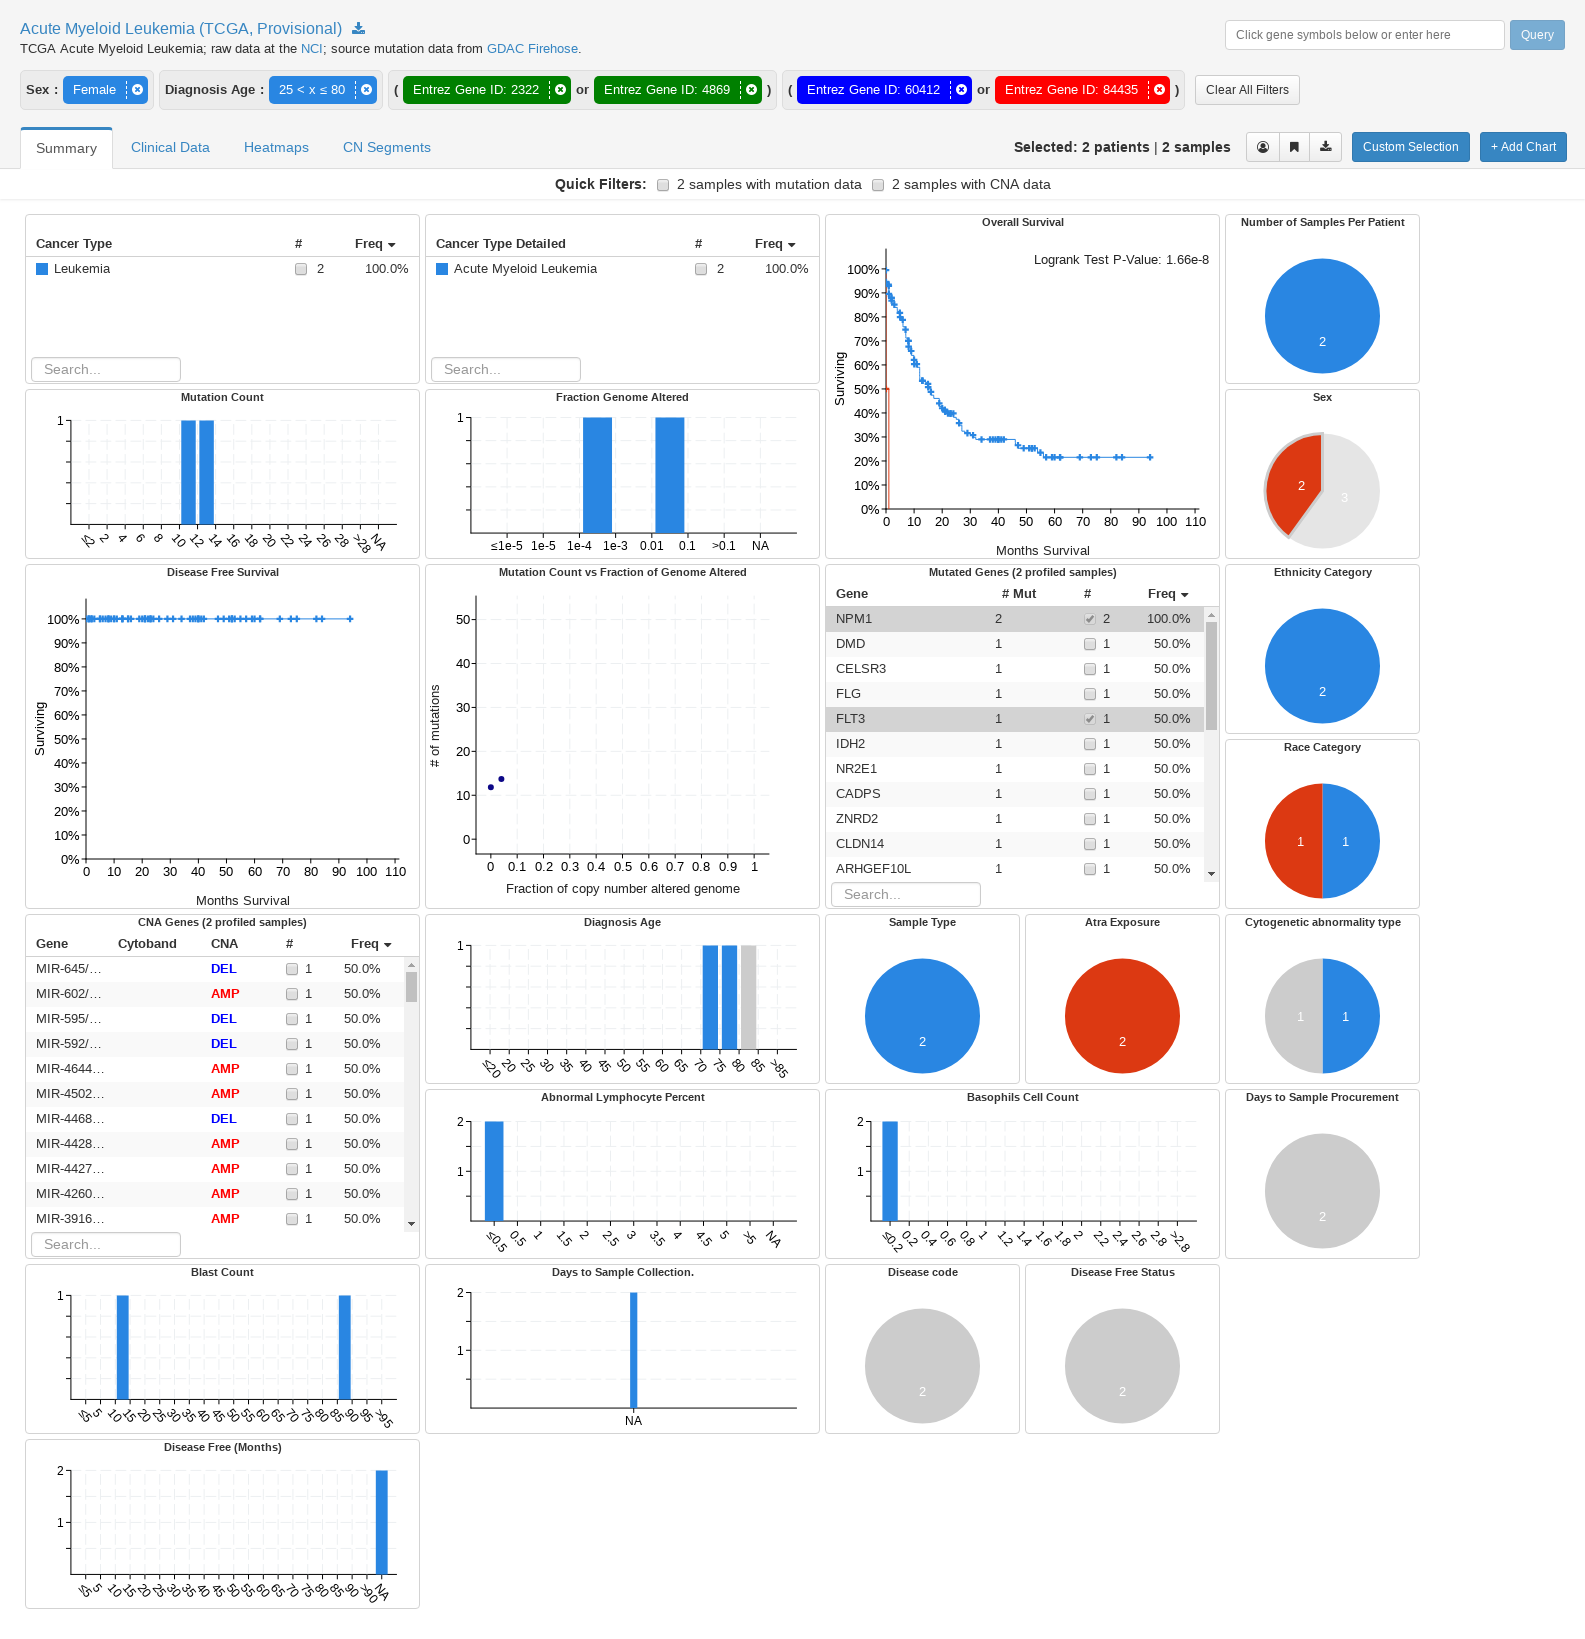 Acute Myeloid Leukemia (TCGA, Provisional)
TCGA Acute Myeloid Leukemia; raw data at the NCI; source mutation data from GDAC Firehose.
Click gene symbols below or enter here
Query
Sex : Female Diagnosis Age : 25 < x ≤ 80 ( Entrez Gene ID: 2322 or Entrez Gene ID: 4869 ) ( Entrez Gene ID: 60412 or Entrez Gene ID: 84435 ) Clear All Filters
Summary Clinical Data Heatmaps CN Segments
Selected: 2 patients | 2 samples Custom Selection + Add Chart
Quick Filters: 2 samples with mutation data 2 samples with CNA data
Cancer Type # Freq
Leukemia 2 100.0%
Search...
Cancer Type Detailed # Freq
Acute Myeloid Leukemia 2 100.0%
Search...
Overall Survival
Logrank Test P-Value: 1.66e-8
100%
90%
80%
70%
60%
50%
40%
30%
20%
10%
0%
Surviving
0 10 20 30 40 50 60 70 80 90 100 110
Months Survival
Number of Samples Per Patient
2
Mutation Count
1
≤2 2 4 6 8 10 12 14 16 18 20 22 24 26 28 >28 NA
Fraction Genome Altered
1
≤1e-5 1e-5 1e-4 1e-3 0.01 0.1 >0.1 NA
Sex
2 3
Disease Free Survival
100%
90%
80%
70%
60%
50%
40%
30%
20%
10%
0%
Surviving
0 10 20 30 40 50 60 70 80 90 100 110
Months Survival
Mutation Count vs Fraction of Genome Altered
50
40
30
20
10
0
# of mutations
0 0.1 0.2 0.3 0.4 0.5 0.6 0.7 0.8 0.9 1
Fraction of copy number altered genome
Mutated Genes (2 profiled samples)
Gene # Mut # Freq
NPM1 2 2 100.0%
DMD 1 1 50.0%
CELSR3 1 1 50.0%
FLG 1 1 50.0%
FLT3 1 1 50.0%
IDH2 1 1 50.0%
NR2E1 1 1 50.0%
CADPS 1 1 50.0%
ZNRD2 1 1 50.0%
CLDN14 1 1 50.0%
ARHGEF10L 1 1 50.0%
Search...
Ethnicity Category
2
Race Category
1 1
CNA Genes (2 profiled samples)
Gene Cytoband CNA # Freq
MIR-645/… DEL 1 50.0%
MIR-602/… AMP 1 50.0%
MIR-595/… DEL 1 50.0%
MIR-592/… DEL 1 50.0%
MIR-4644… AMP 1 50.0%
MIR-4502… AMP 1 50.0%
MIR-4468… DEL 1 50.0%
MIR-4428… AMP 1 50.0%
MIR-4427… AMP 1 50.0%
MIR-4260… AMP 1 50.0%
MIR-3916… AMP 1 50.0%
Search...
Diagnosis Age
1
≤20 20 25 30 35 40 45 50 55 60 65 70 75 80 85 >85
Sample Type
2
Atra Exposure
2
Cytogenetic abnormality type
1 1
Abnormal Lymphocyte Percent
2
1
≤0.5 0.5 1 1.5 2 2.5 3 3.5 4 4.5 5 >5 NA
Basophils Cell Count
2
1
≤0.2 0.2 0.4 0.6 0.8 1 1.2 1.4 1.6 1.8 2 2.2 2.4 2.6 2.8 >2.8
Days to Sample Procurement
2
Blast Count
1
≤5 5 10 15 20 25 30 35 40 45 50 55 60 65 70 75 80 85 90 95 >95
Days to Sample Collection.
2
1
NA
Disease code
2
Disease Free Status
2
Disease Free (Months)
2
1
≤5 5 10 15 20 25 30 35 40 45 50 55 60 65 70 75 80 85 90 >90 NA